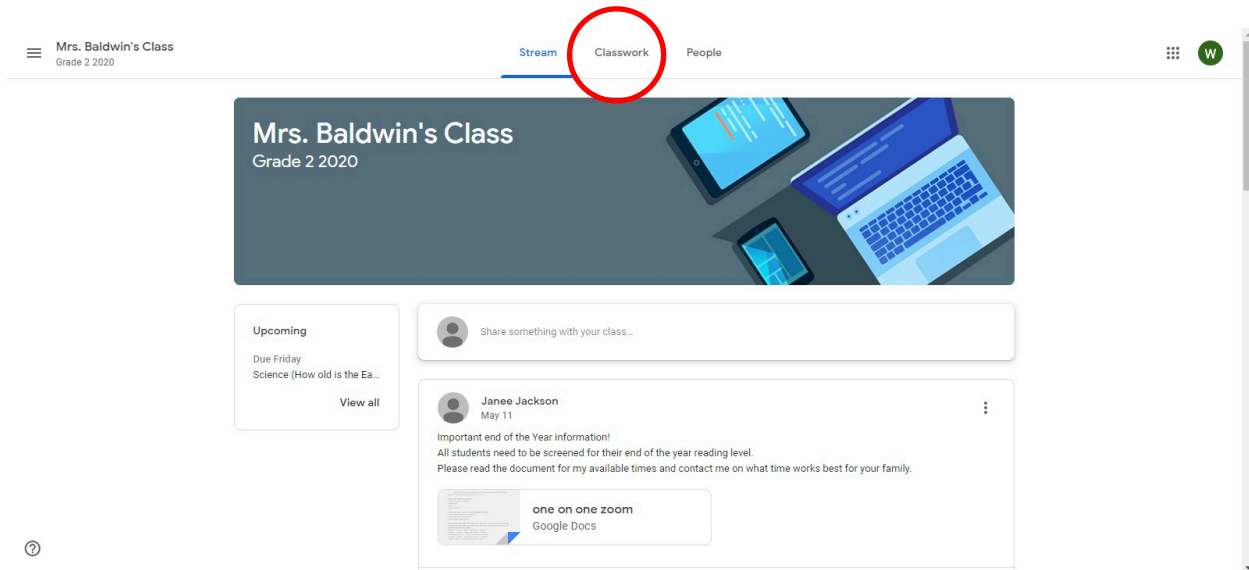 Mrs. Baldwin's Class
Grade 2 2020
Stream Classwork People
W
Mrs. Baldwin's Class
Grade 2 2020
Upcoming
Due Friday
Science (How old is the Ea...
View all
Share something with your class...
Janee Jackson
May 11
Important end of the Year information!
All students need to be screened for their end of the year reading level.
Please read the document for my available times and contact me on what time works best for your family.
one on one zoom
Google Docs